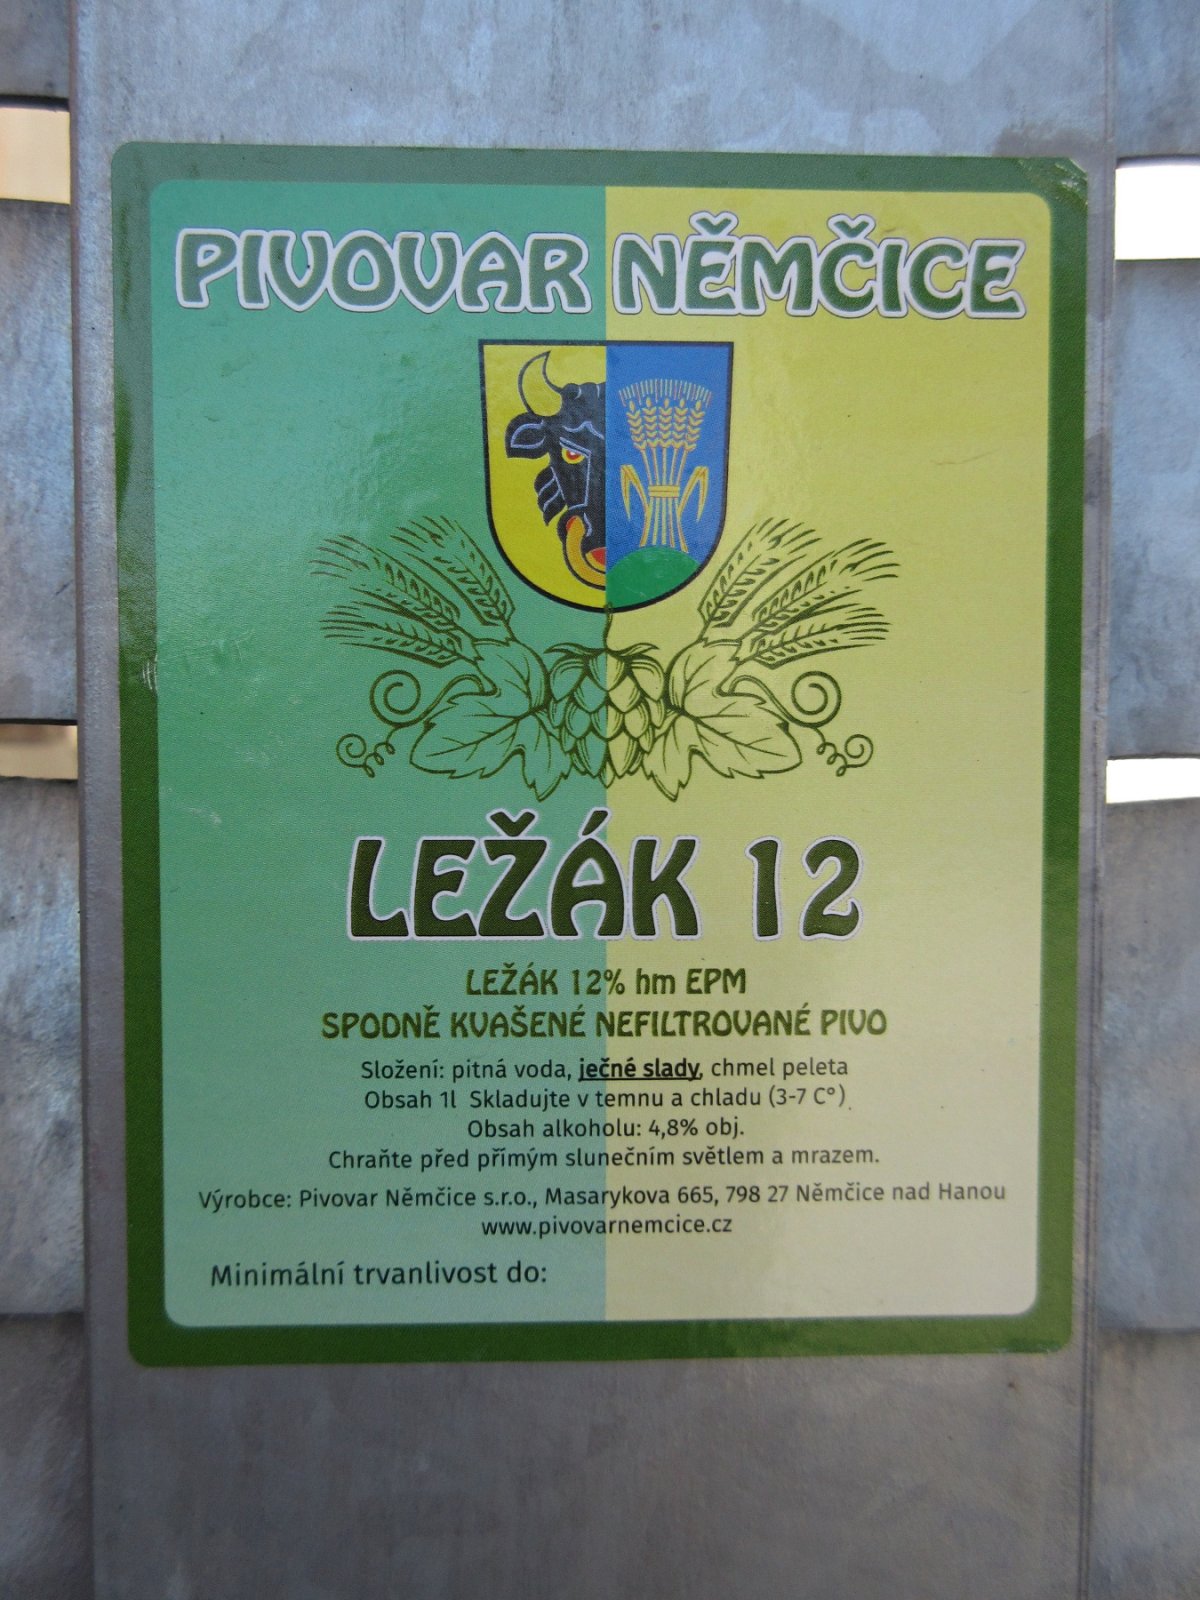 PIVOVAR NĚMČICE
LEŽÁK 12
LEŽÁK 12% hm EPM
SPODNĚ KVAŠENÉ NEFILTROVANÉ PIVO
Složení: pitná voda, ječné slady, chmel peleta
Obsah 1l Skladujte v temnu a chladu (3-7 C°).
Obsah alkoholu: 4,8% obj.
Chraňte před přímým slunečním světlem a mrazem.
Výrobce: Pivovar Němčice s.r.o., Masarykova 665, 798 27 Němčice nad Hanou
www.pivovarnemcice.cz
Minimální trvanlivost do: